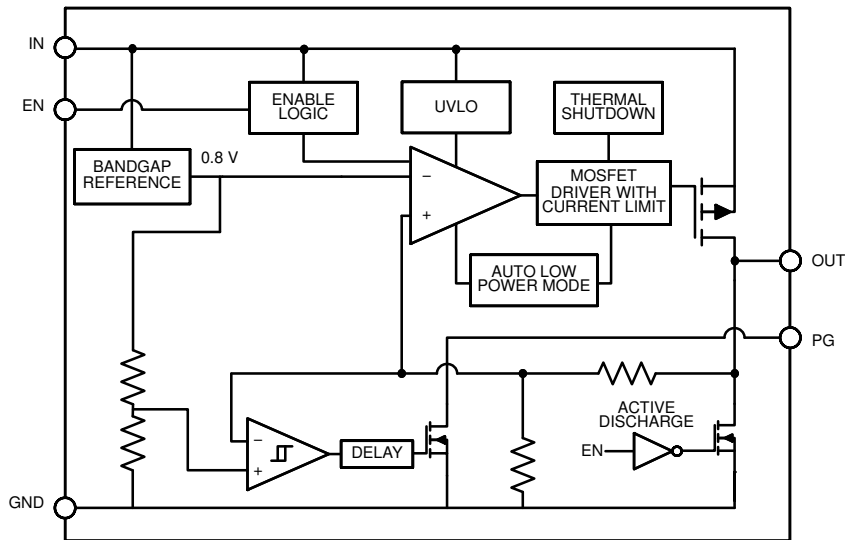 IN
EN
ENABLE
LOGIC
UVLO
THERMAL
SHUTDOWN
BANDGAP
REFERENCE
0.8 V
−
+
MOSFET
DRIVER WITH
CURRENT LIMIT
AUTO LOW
POWER MODE
OUT
PG
ACTIVE
DISCHARGE
−
+
DELAY
EN
GND